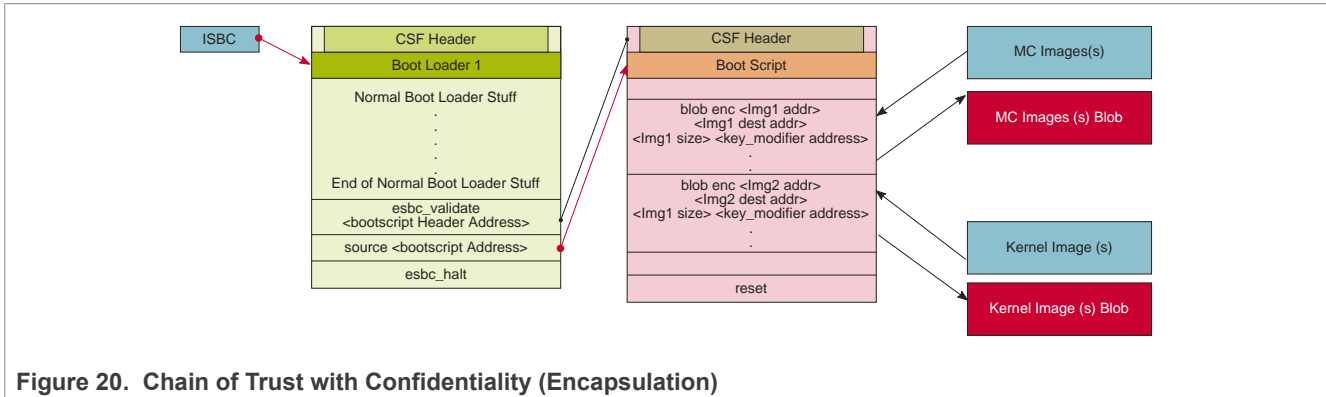 ISBC
CSF Header
Boot Loader 1
Normal Boot Loader Stuff
.
.
.
.
.
End of Normal Boot Loader Stuff
esbc_validate
<bootscript Header Address>
source <bootscript Address>
esbc_halt
CSF Header
Boot Script
blob enc <Img1 addr>
<Img1 dest addr>
<Img1 size> <key_modifier address>
.
.
blob enc <Img2 addr>
<Img2 dest addr>
<Img1 size> <key_modifier address>
.
.
reset
MC Images(s)
MC Images (s) Blob
Kernel Image (s)
Kernel Image (s) Blob
Figure 20. Chain of Trust with Confidentiality (Encapsulation)